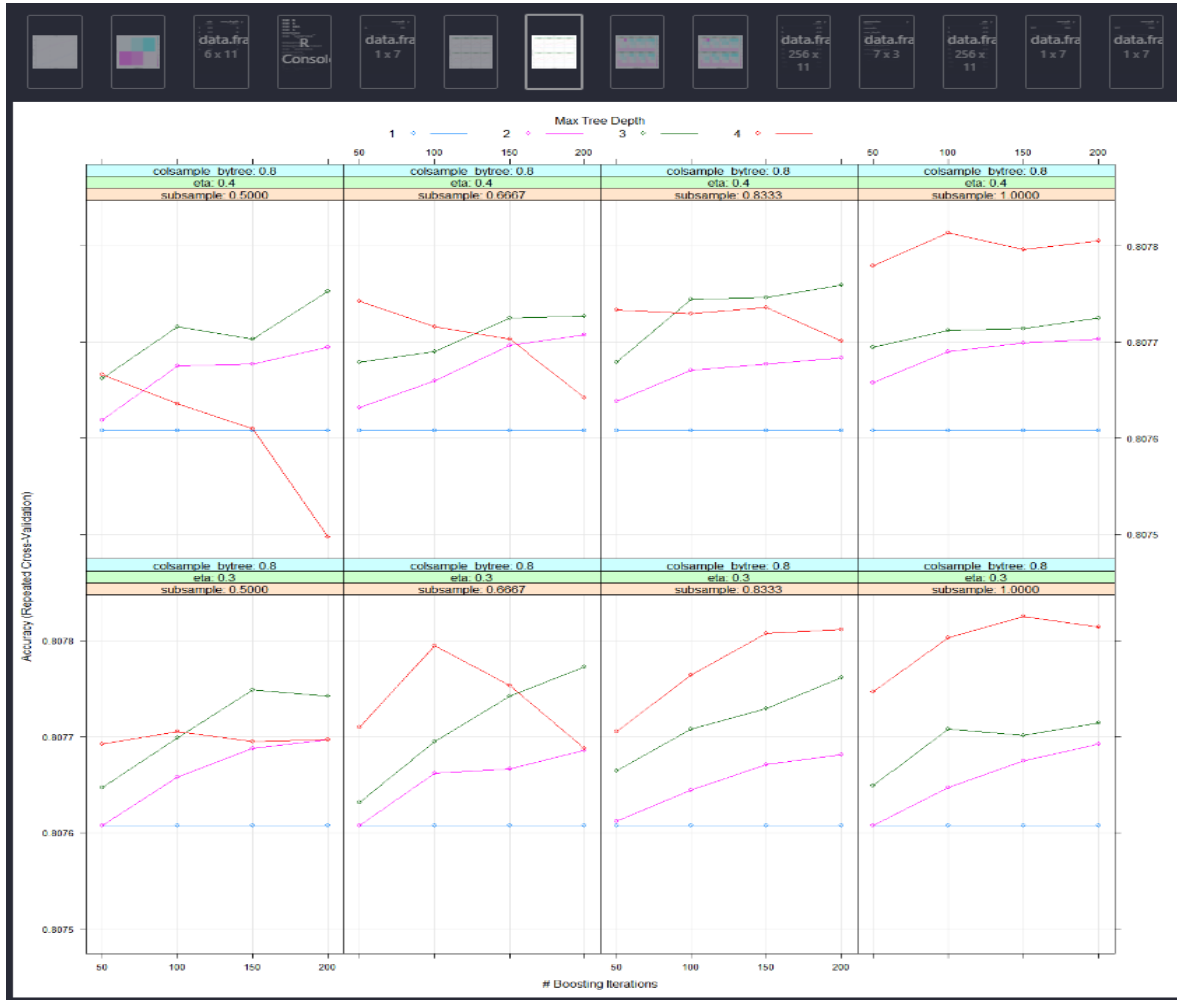 data.fra
6 x 11
R
Consol
data.fra
1 x 7
data.fra
256 x
11
data.fra
7 x 3
data.fra
256 x
11
data.fra
1 x 7
data.fra
1 x 7
Max Tree Depth
1 2 3 4
50 100 150 200 50 100 150 200
colsample_bytree: 0.8 colsample_bytree: 0.8 colsample_bytree: 0.8 colsample_bytree: 0.8
eta: 0.4 eta: 0.4 eta: 0.4 eta: 0.4
subsample: 0.5000 subsample: 0.6667 subsample: 0.8333 subsample: 1.0000
0.8078
0.8077
0.8076
0.8075
colsample_bytree: 0.8 colsample_bytree: 0.8 colsample_bytree: 0.8 colsample_bytree: 0.8
eta: 0.3 eta: 0.3 eta: 0.3 eta: 0.3
subsample: 0.5000 subsample: 0.6667 subsample: 0.8333 subsample: 1.0000
Accuracy (Repeated Cross-Validation)
0.8078
0.8077
0.8076
0.8075
50 100 150 200 50 100 150 200
# Boosting Iterations